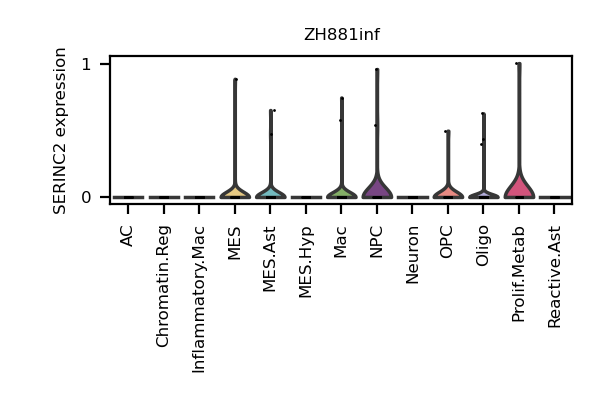 ZH881inf
SERINC2 expression
1
0
AC
Chromatin.Reg
Inflammatory.Mac
MES
MES.Ast
MES.Hyp
Mac
NPC
Neuron
OPC
Oligo
Prolif.Metab
Reactive.Ast